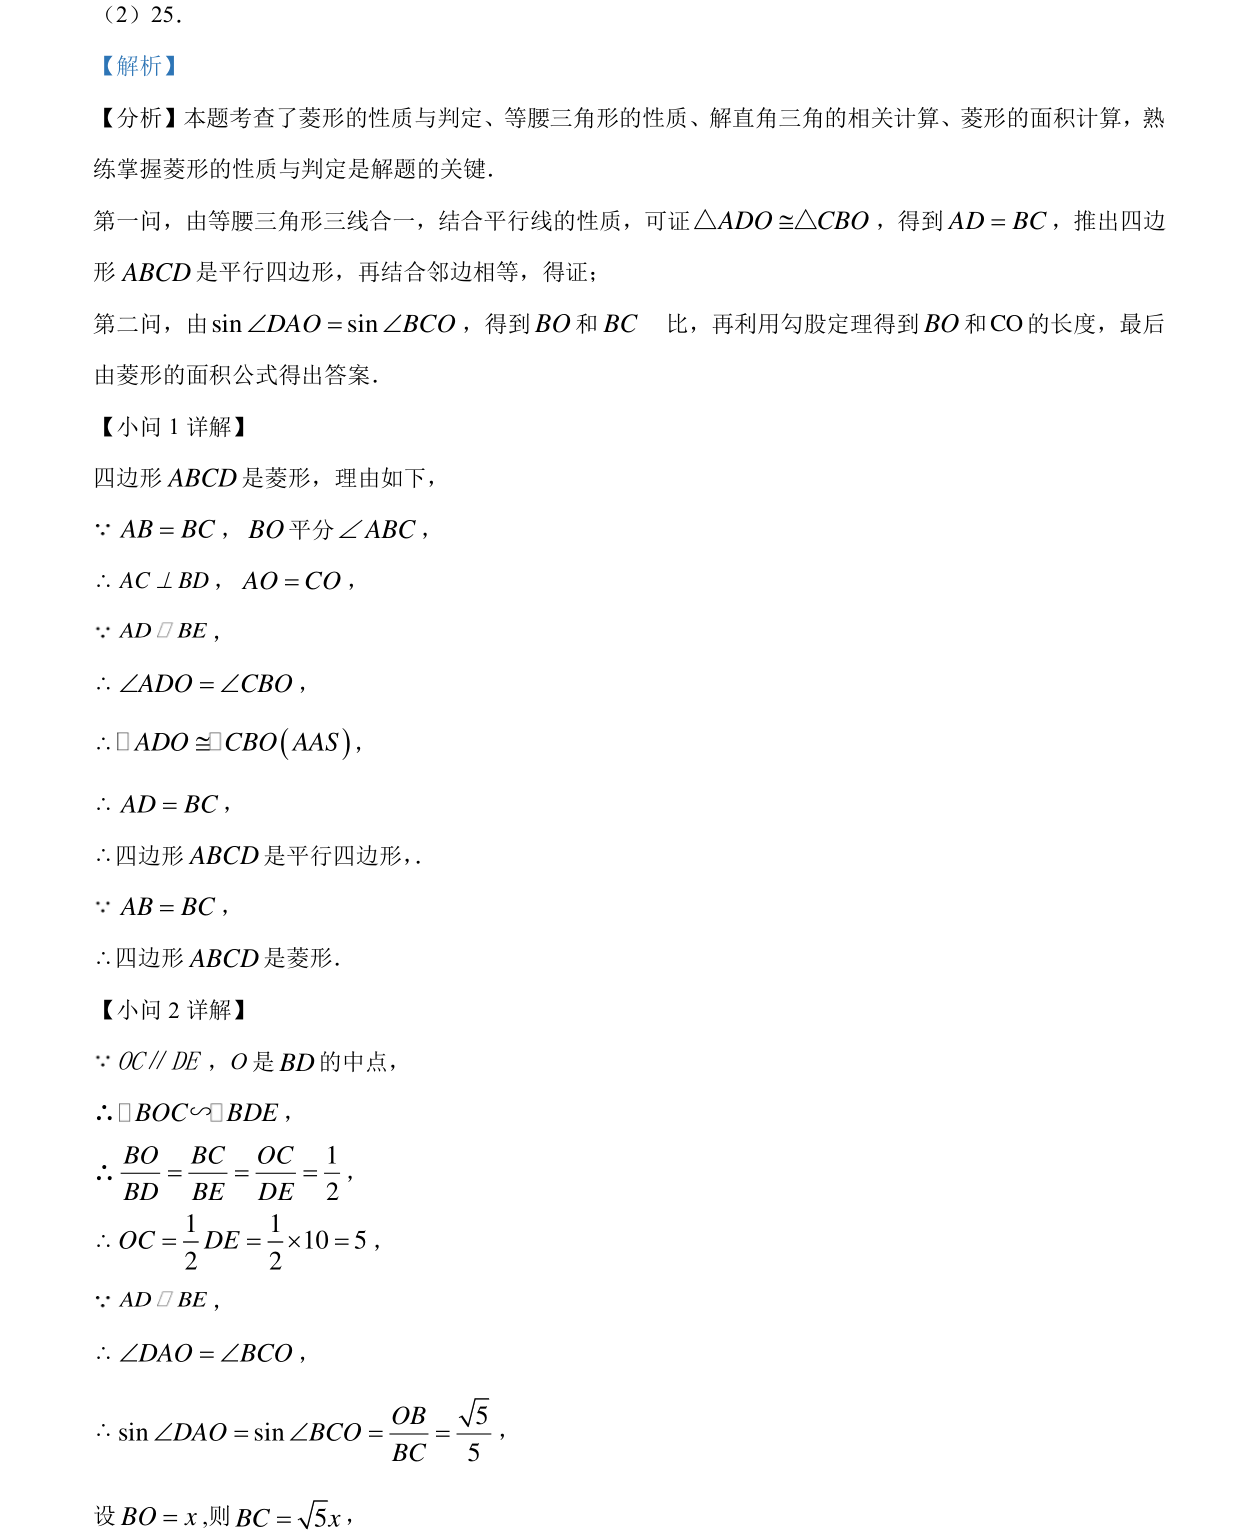 （2）25．
【解析】
【分析】本题考查了菱形的性质与判定、等腰三角形的性质、解直角三角的相关计算、菱形的面积计算，熟
练掌握菱形的性质与判定是解题的关键．
第一问，由等腰三角形三线合一，结合平行线的性质，可证△ADO≅△CBO，得到AD=BC，推出四边
形ABCD是平行四边形，再结合邻边相等，得证；
第二问，由sin∠DAO=sin∠BCO，得到BO和BC　比，再利用勾股定理得到BO和CO的长度，最后
由菱形的面积公式得出答案．
【小问 1 详解】
四边形ABCD是菱形，理由如下，
∵AB=BC，BO平分∠ABC，
∴AC⊥BD，AO=CO，
∵AD□BE，
∴∠ADO=∠CBO，
∴□ADO≅□CBO(AAS)，
∴AD=BC，
∴四边形ABCD是平行四边形，．
∵AB=BC，
∴四边形ABCD是菱形．
【小问 2 详解】
∵OC∥DE，O是BD的中点，
∴□BOC∽□BDE，
∴BO/BD=BC/BE=OC/DE=1/2，
∴OC=1/2DE=1/2×10=5，
∵AD□BE，
∴∠DAO=∠BCO，
∴sin∠DAO=sin∠BCO=OB/BC=√5/5，
设BO=x,则BC=√5x，